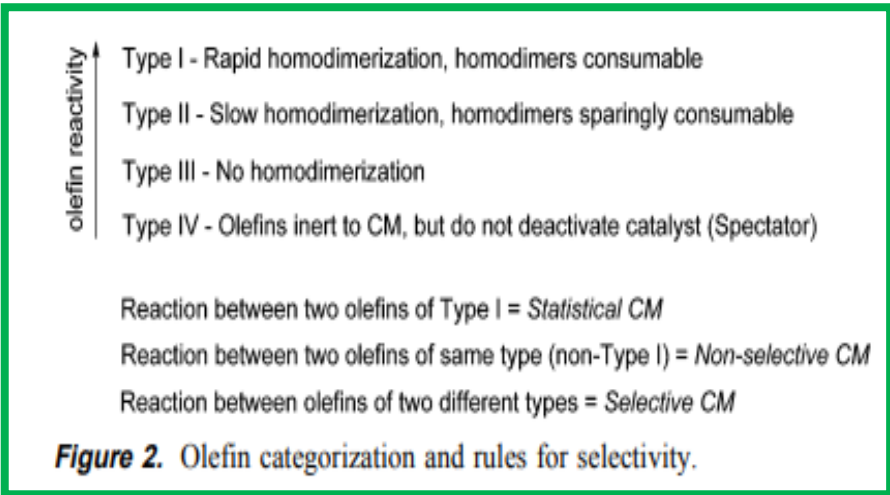 olefin reactivity
Type I - Rapid homodimerization, homodimers consumable
Type II - Slow homodimerization, homodimers sparingly consumable
Type III - No homodimerization
Type IV - Olefins inert to CM, but do not deactivate catalyst (Spectator)
Reaction between two olefins of Type I = Statistical CM
Reaction between two olefins of same type (non-Type I) = Non-selective CM
Reaction between olefins of two different types = Selective CM
Figure 2. Olefin categorization and rules for selectivity.